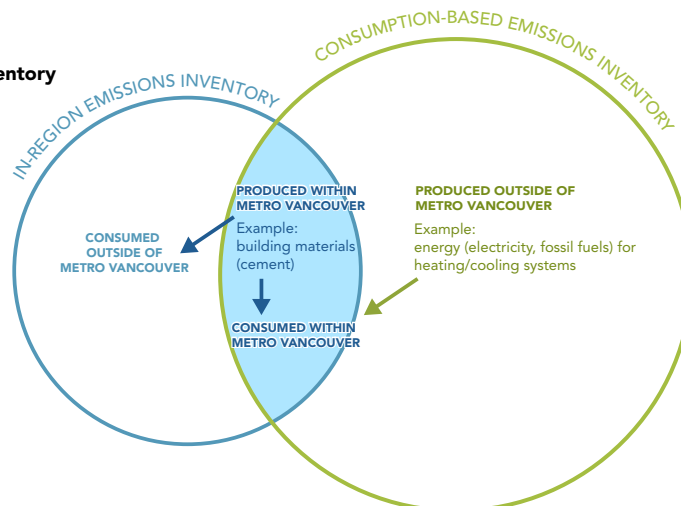 entory
IN-REGION EMISSIONS INVENTORY
CONSUMPTION-BASED EMISSIONS INVENTORY
PRODUCED WITHIN
METRO VANCOUVER
Example:
building materials
(cement)
CONSUMED
OUTSIDE OF
METRO VANCOUVER
CONSUMED WITHIN
METRO VANCOUVER
PRODUCED OUTSIDE OF
METRO VANCOUVER
Example:
energy (electricity, fossil fuels) for
heating/cooling systems